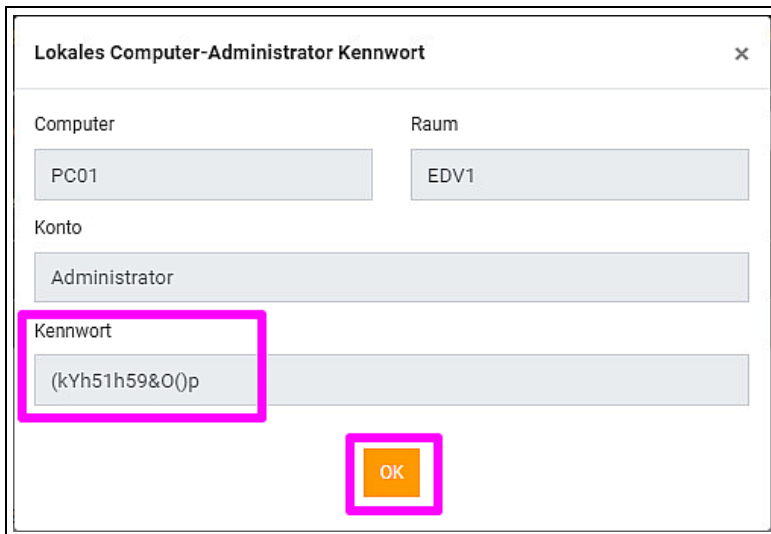 Lokales Computer-Administrator Kennwort ×
Computer Raum
PC01 EDV1
Konto
Administrator
Kennwort
(kYh51h59&O()p
OK